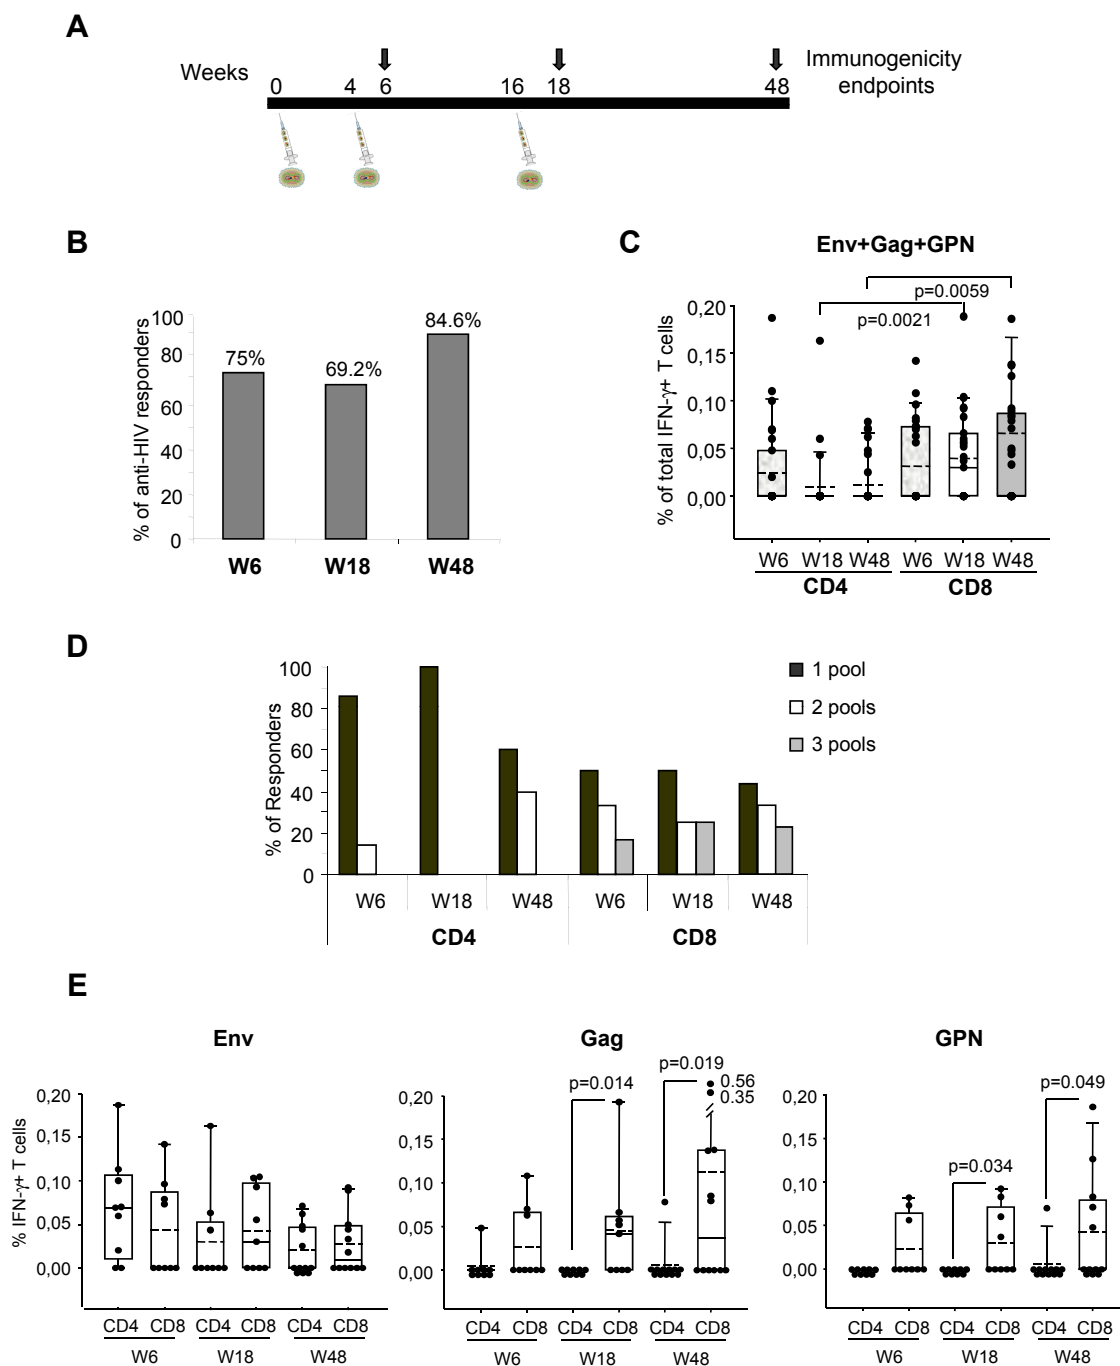 A
Weeks
0 4 6 16 18 48
Immunogenicity
endpoints
B
% of anti-HIV responders
100
80
60
40
20
0
75%
69.2%
84.6%
W6 W18 W48
C
Env+Gag+GPN
p=0.0059
p=0.0021
% of total IFN-γ+ T cells
0,20
0,15
0,10
0,05
0,00
W6 W18 W48 W6 W18 W48
CD4 CD8
D
% of Responders
100
80
60
40
20
0
W6 W18 W48 W6 W18 W48
CD4 CD8
1 pool
2 pools
3 pools
E
Env
% IFN-γ+ T cells
0,20
0,15
0,10
0,05
0,00
CD4 CD8 CD4 CD8 CD4 CD8
W6 W18 W48
Gag
p=0.014
p=0.019
0.56
0.35
0,20
0,15
0,10
0,05
0,00
CD4 CD8 CD4 CD8 CD4 CD8
W6 W18 W48
GPN
p=0.049
p=0.034
0,20
0,15
0,10
0,05
0,00
CD4 CD8 CD4 CD8 CD4 CD8
W6 W18 W48